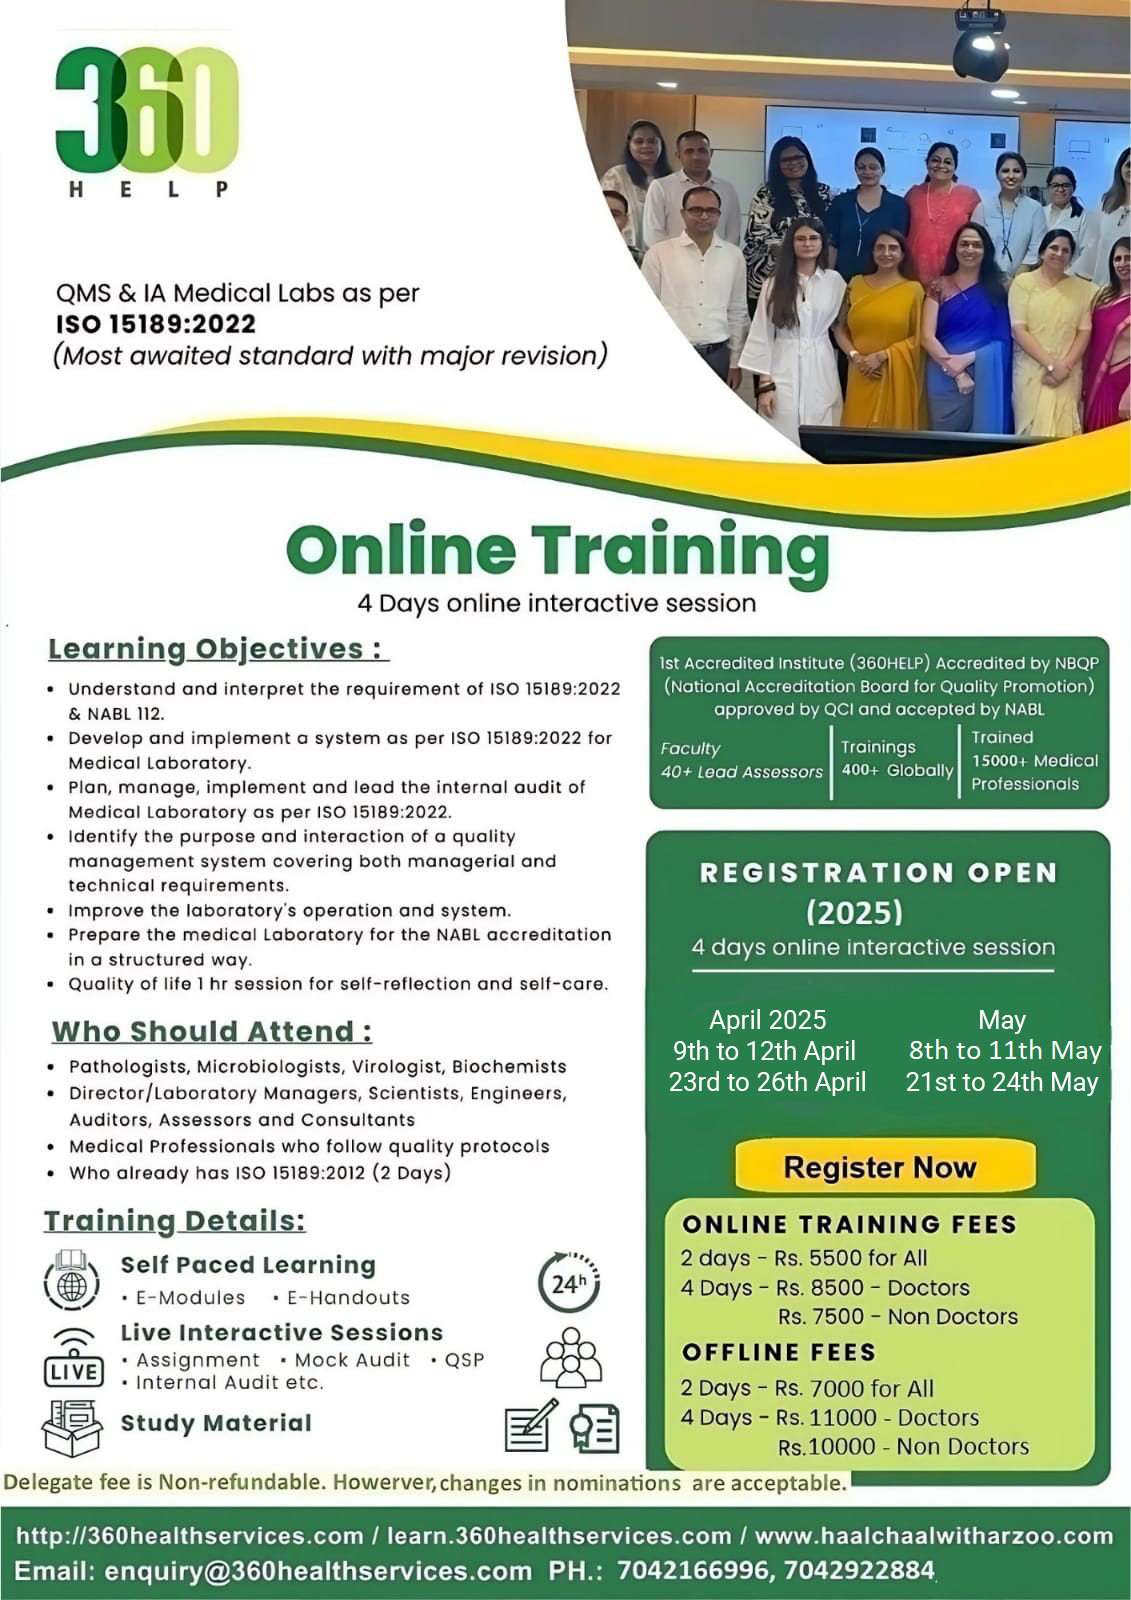 360
HELP
QMS & IA Medical Labs as per
ISO 15189:2022
(Most awaited standard with major revision)
Online Training
4 Days online interactive session
Learning Objectives :
• Understand and interpret the requirement of ISO 15189:2022
& NABL 112.
• Develop and implement a system as per ISO 15189:2022 for
Medical Laboratory.
• Plan, manage, implement and lead the internal audit of
Medical Laboratory as per ISO 15189:2022.
• Identify the purpose and interaction of a quality
management system covering both managerial and
technical requirements.
• Improve the laboratory's operation and system.
• Prepare the medical Laboratory for the NABL accreditation
in a structured way.
• Quality of life 1 hr session for self-reflection and self-care.
Who Should Attend :
• Pathologists, Microbiologists, Virologist, Biochemists
• Director/Laboratory Managers, Scientists, Engineers,
Auditors, Assessors and Consultants
• Medical Professionals who follow quality protocols
• Who already has ISO 15189:2012 (2 Days)
Training Details:
Self Paced Learning
• E-Modules • E-Handouts
24h
Live Interactive Sessions
LIVE
• Assignment • Mock Audit • QSP
• Internal Audit etc.
Study Material
1st Accredited Institute (360HELP) Accredited by NBQP
(National Accreditation Board for Quality Promotion)
approved by QCI and accepted by NABL
Faculty
40+ Lead Assessors
Trainings
400+ Globally
Trained
15000+ Medical
Professionals
REGISTRATION OPEN
(2025)
4 days online interactive session
April 2025
9th to 12th April
23rd to 26th April
May
8th to 11th May
21st to 24th May
Register Now
ONLINE TRAINING FEES
2 days - Rs. 5500 for All
4 Days - Rs. 8500 - Doctors
Rs. 7500 - Non Doctors
OFFLINE FEES
2 Days - Rs. 7000 for All
4 Days - Rs. 11000 - Doctors
Rs.10000 - Non Doctors
Delegate fee is Non-refundable. Howerver, changes in nominations are acceptable.
http://360healthservices.com / learn.360healthservices.com / www.haalchaalwitharzoo.com
Email: enquiry@360healthservices.com PH.: 7042166996, 7042922884